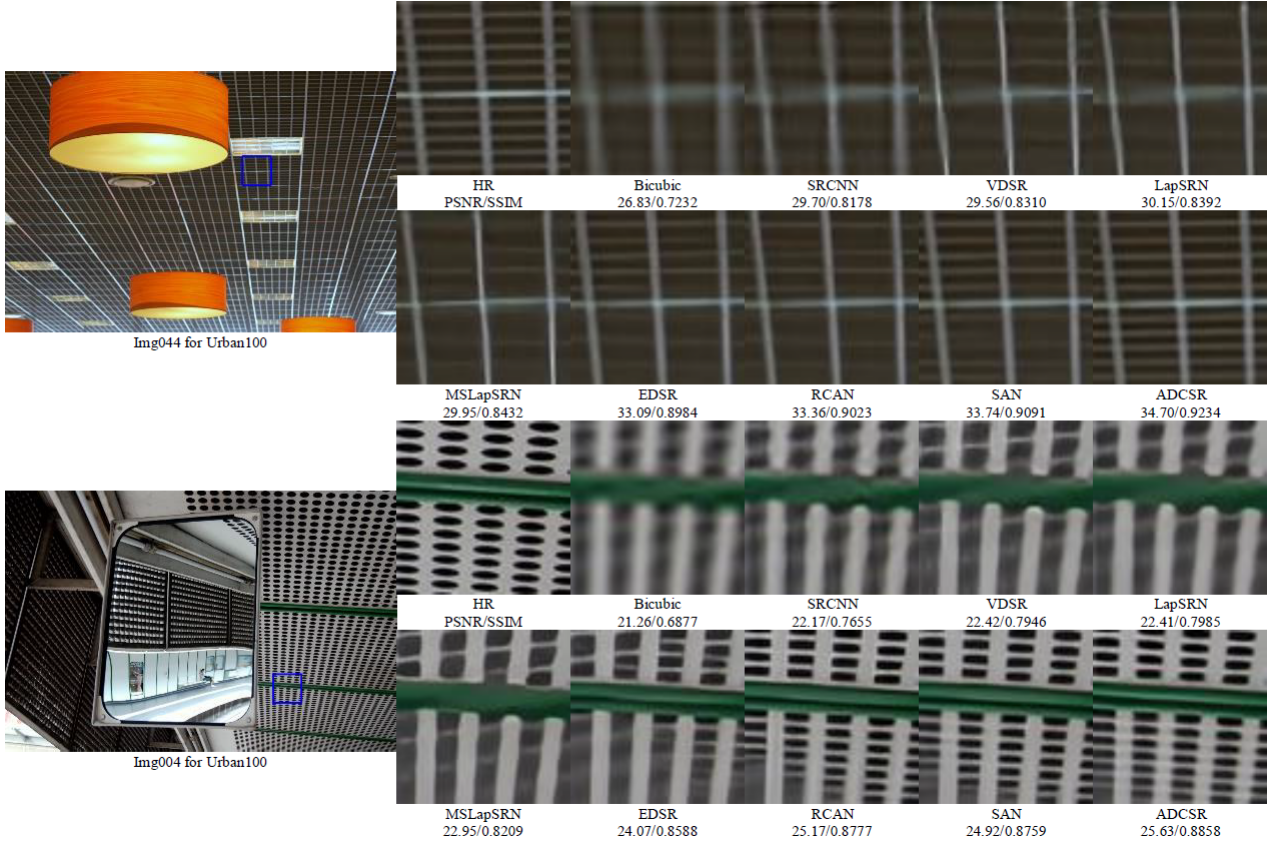 HR Bicubic SRCNN VDSR LapSRN
PSNR/SSIM 26.83/0.7232 29.70/0.8178 29.56/0.8310 30.15/0.8392
Img044 for Urban100
MSLapSRN EDSR RCAN SAN ADCSR
29.95/0.8432 33.09/0.8984 33.36/0.9023 33.74/0.9091 34.70/0.9234
HR Bicubic SRCNN VDSR LapSRN
PSNR/SSIM 21.26/0.6877 22.17/0.7655 22.42/0.7946 22.41/0.7985
Img004 for Urban100
MSLapSRN EDSR RCAN SAN ADCSR
22.95/0.8209 24.07/0.8588 25.17/0.8777 24.92/0.8759 25.63/0.8858